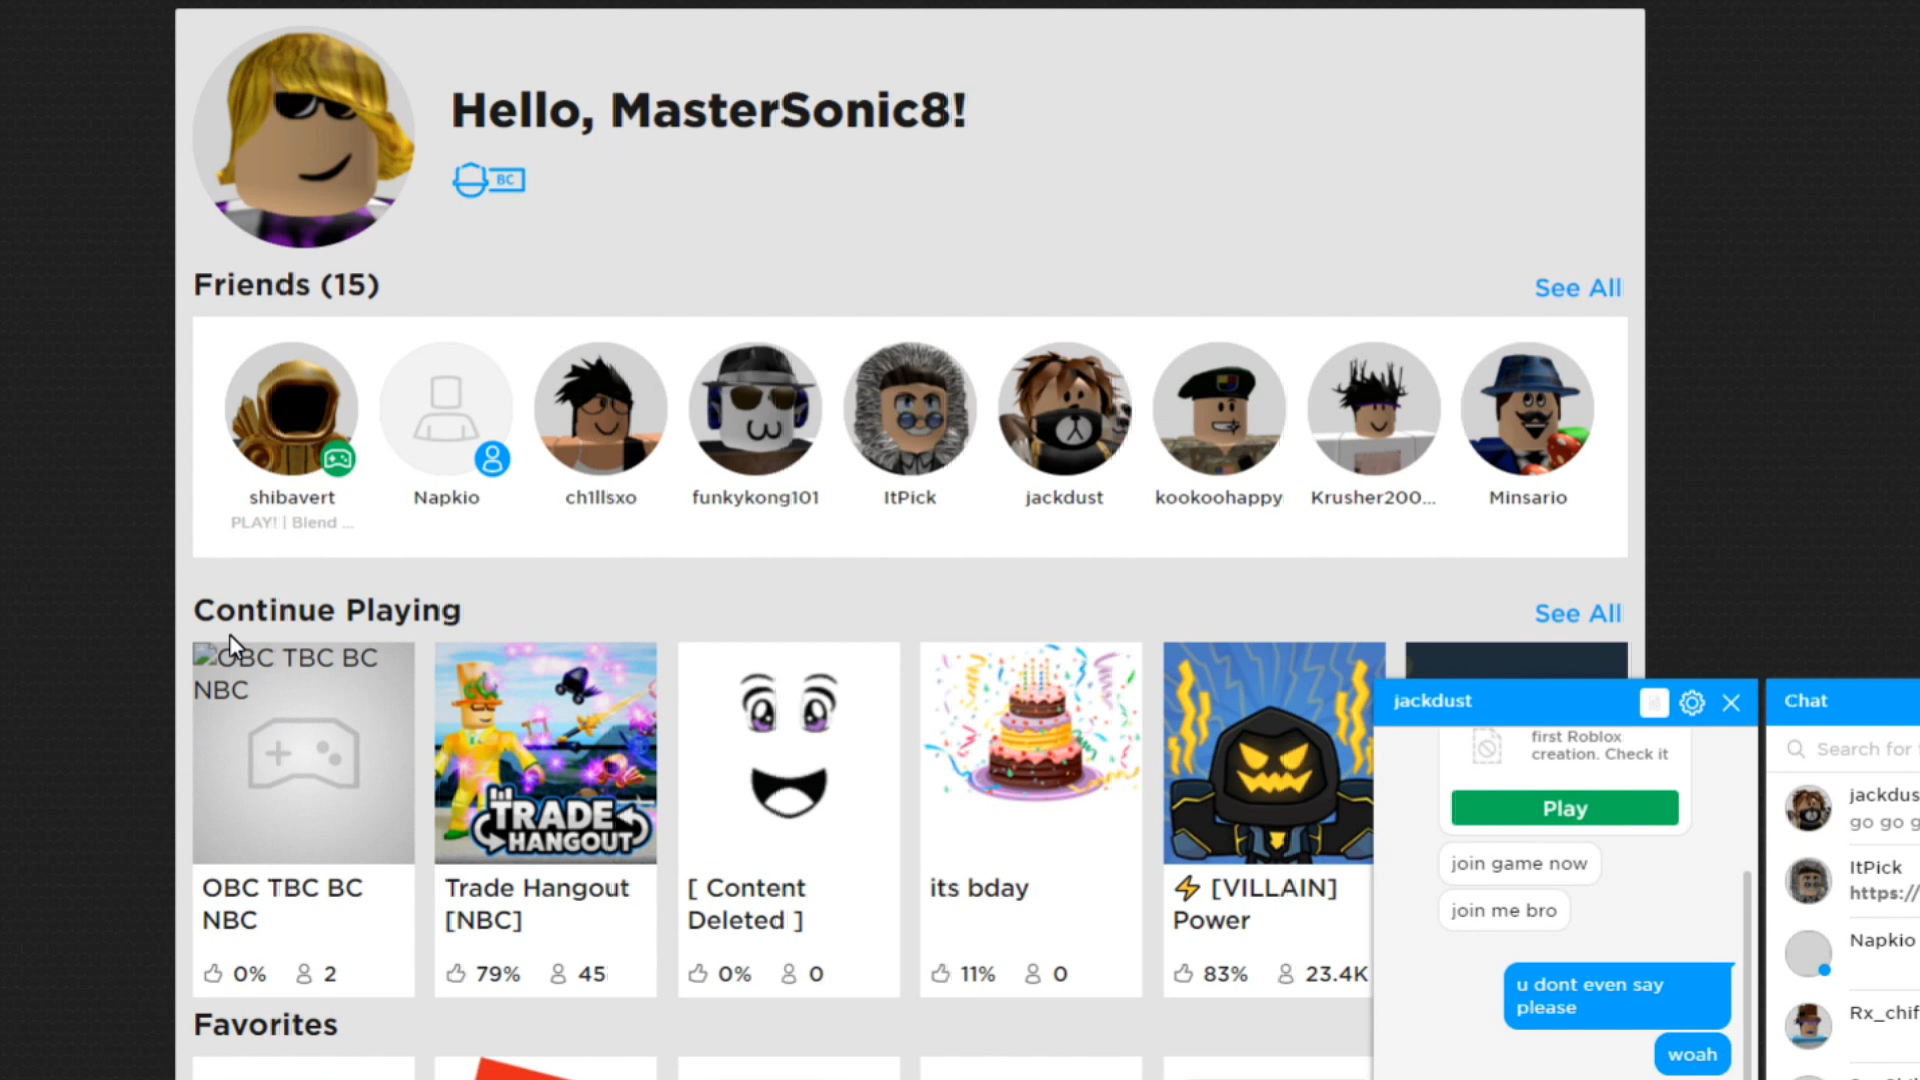 Hello, MasterSonic8!
BC
Friends (15)
See All
shibavert
Napkio
ch1llsxo
funkykong101
ItPick
jackdust
kookoohappy
Krusher200...
Minsario
PLAY! | Blend ...
Continue Playing
See All
OBC TBC BC
NBC
TRADE
HANGOUT
OBC TBC BC
NBC
0%
2
Trade Hangout
[NBC]
79%
45
[ Content
Deleted ]
0%
0
its bday
11%
0
⚡ [VILLAIN]
Power
83%
23.4K
Favorites
jackdust
first Roblox
creation. Check it
Play
join game now
join me bro
u dont even say
please
woah
Chat
Search for
jackdus
go go g
ItPick
https://
Napkio
Rx_chif